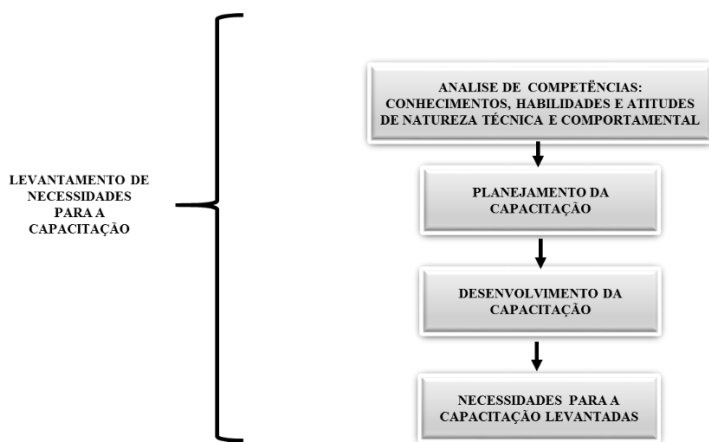 LEVANTAMENTO DE
NECESSIDADES
PARA A
CAPACITAÇÃO
ANALISE DE COMPETÊNCIAS:
CONHECIMENTOS, HABILIDADES E ATITUDES
DE NATUREZA TÉCNICA E COMPORTAMENTAL
PLANEJAMENTO DA
CAPACITAÇÃO
DESENVOLVIMENTO DA
CAPACITAÇÃO
NECESSIDADES PARA A
CAPACITAÇÃO LEVANTADAS